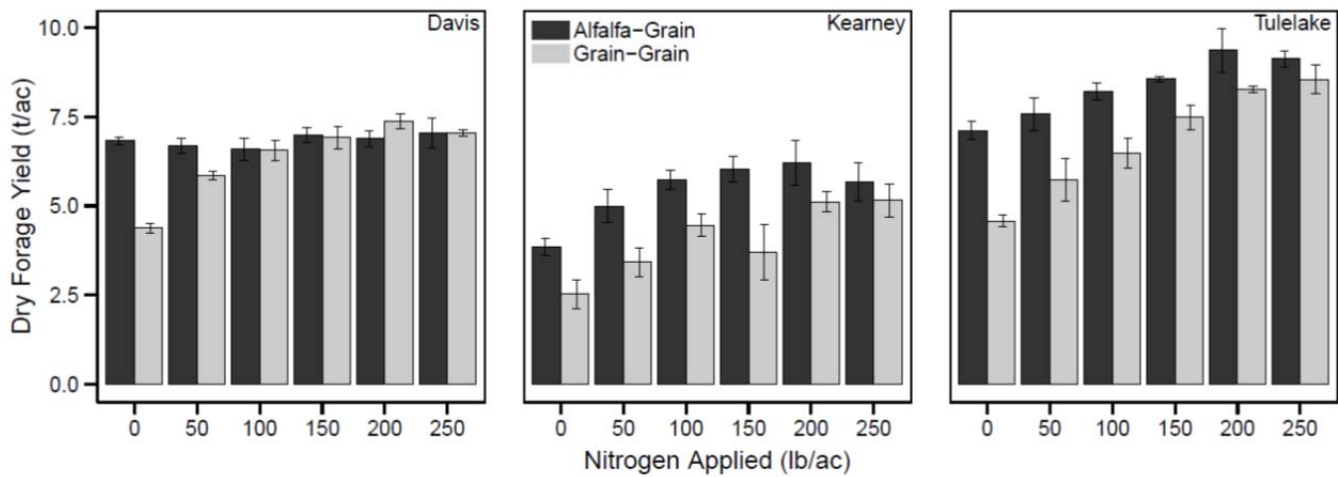 Davis
Kearney
Tulelake
Alfalfa−Grain
Grain−Grain
Dry Forage Yield (t/ac)
10.0
7.5
5.0
2.5
0.0
0 50 100 150 200 250
0 50 100 150 200 250
0 50 100 150 200 250
Nitrogen Applied (lb/ac)